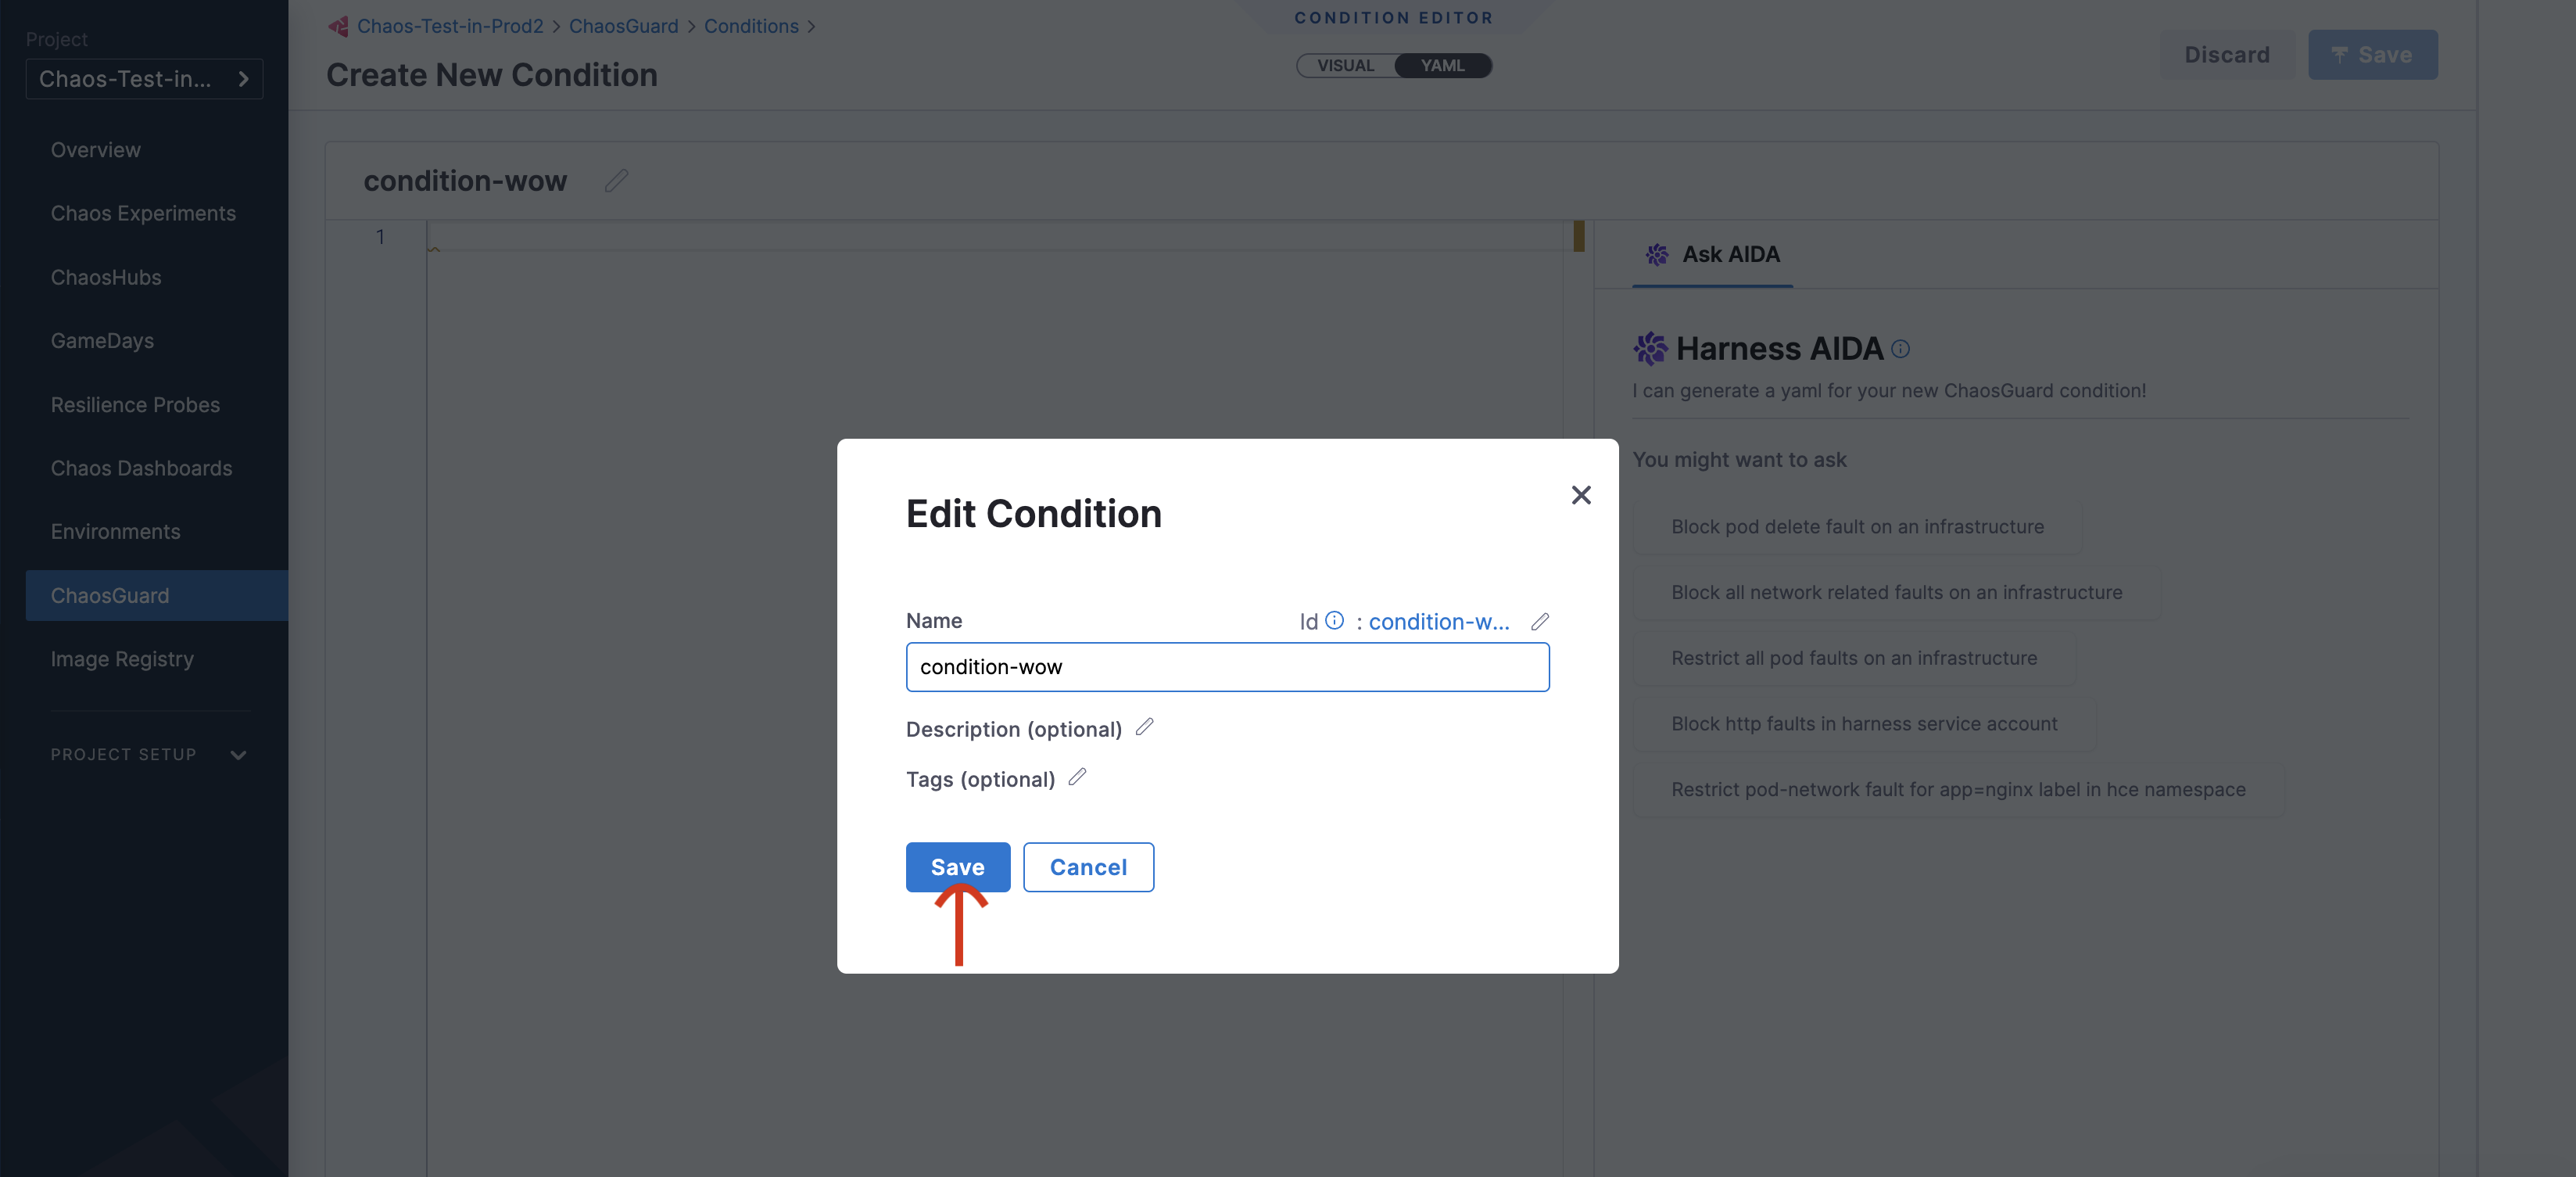 Project
Chaos-Test-in...
Overview
Chaos Experiments
ChaosHubs
GameDays
Resilience Probes
Chaos Dashboards
Environments
ChaosGuard
Image Registry
PROJECT SETUP
Chaos-Test-in-Prod2 > ChaosGuard > Conditions >
Create New Condition
CONDITION EDITOR
VISUAL YAML
Discard
Save
condition-wow
1
Ask AIDA
Harness AIDA
I can generate a yaml for your new ChaosGuard condition!
You might want to ask
Block pod delete fault on an infrastructure
Block all network related faults on an infrastructure
Restrict all pod faults on an infrastructure
Block http faults in harness service account
Restrict pod-network fault for app=nginx label in hce namespace
Edit Condition
Name
Id : condition-w...
condition-wow
Description (optional)
Tags (optional)
Save
Cancel